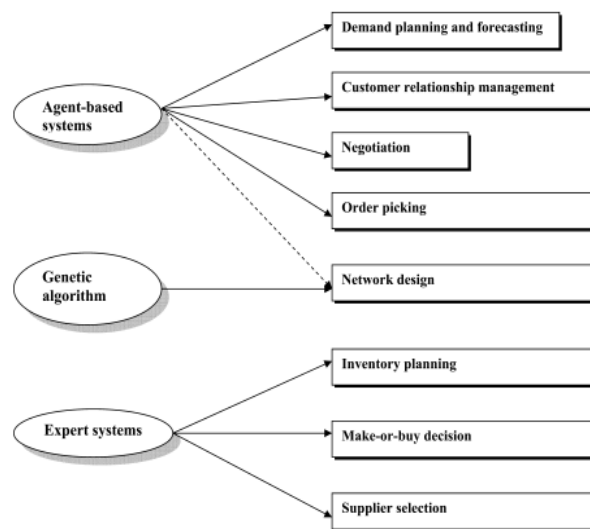 Demand planning and forecasting
Customer relationship management
Agent-based
systems
Negotiation
Order picking
Genetic
algorithm
Network design
Inventory planning
Expert systems
Make-or-buy decision
Supplier selection